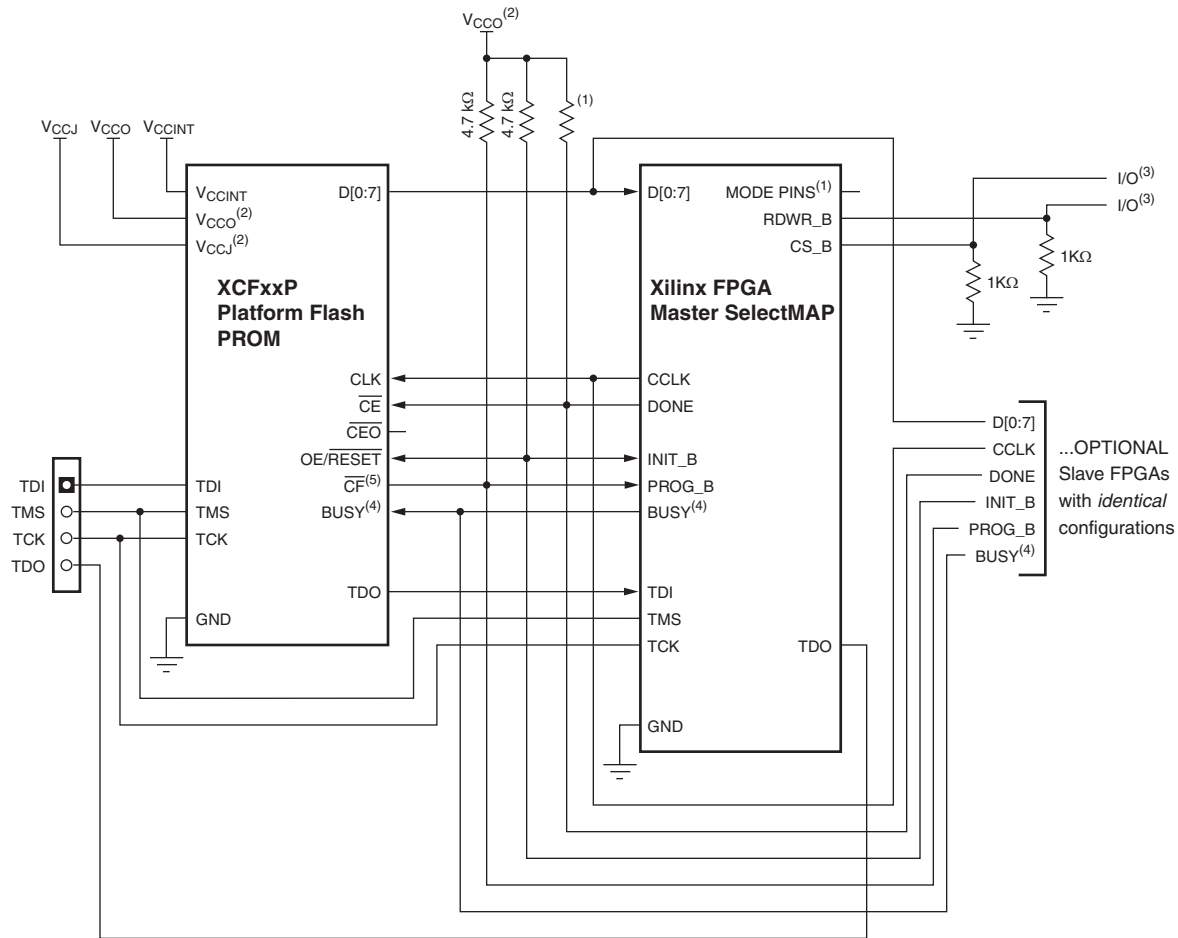 VCCO(2)
4.7 kΩ
4.7 kΩ
(1)
VCCJ VCCO VCCINT
VCCINT
VCCO(2)
VCCJ(2)
D[0:7]
XCFxxP
Platform Flash
PROM
CLK
CE
CEO
OE/RESET
CF(5)
BUSY(4)
TDI
TMS
TCK
TDO
GND
TDI
TMS
TCK
TDO
D[0:7]
MODE PINS(1)
RDWR_B
CS_B
Xilinx FPGA
Master SelectMAP
CCLK
DONE
INIT_B
PROG_B
BUSY(4)
TDI
TMS
TCK
TDO
GND
I/O(3)
I/O(3)
1KΩ
1KΩ
D[0:7]
CCLK
DONE
INIT_B
PROG_B
BUSY(4)
...OPTIONAL
Slave FPGAs
with identical
configurations